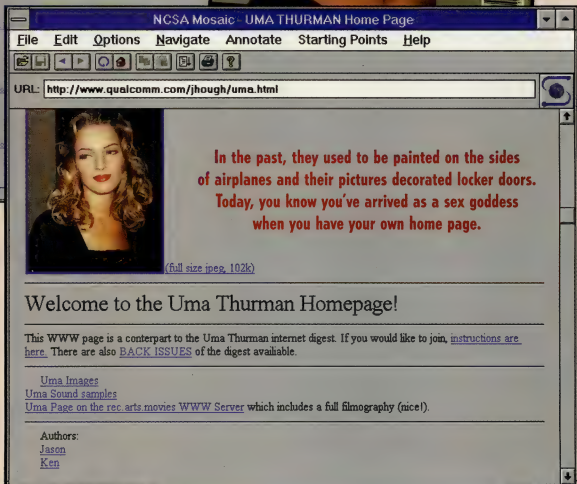 NCSA Mosaic - UMA THURMAN Home Page
File Edit Options Navigate Annotate Starting Points Help
URL: http://www.qualcomm.com/jhough/uma.html
In the past, they used to be painted on the sides
of airplanes and their pictures decorated locker doors.
Today, you know you've arrived as a sex goddess
when you have your own home page.
(full size jpeg, 102k)
Welcome to the Uma Thurman Homepage!
This WWW page is a conterpart to the Uma Thurman internet digest. If you would like to join, instructions are
here. There are also BACK ISSUES of the digest availiable.
Uma Images
Uma Sound samples
Uma Page on the rec.arts.movies WWW Server which includes a full filmography (nice!).
Authors:
Jason
Ken